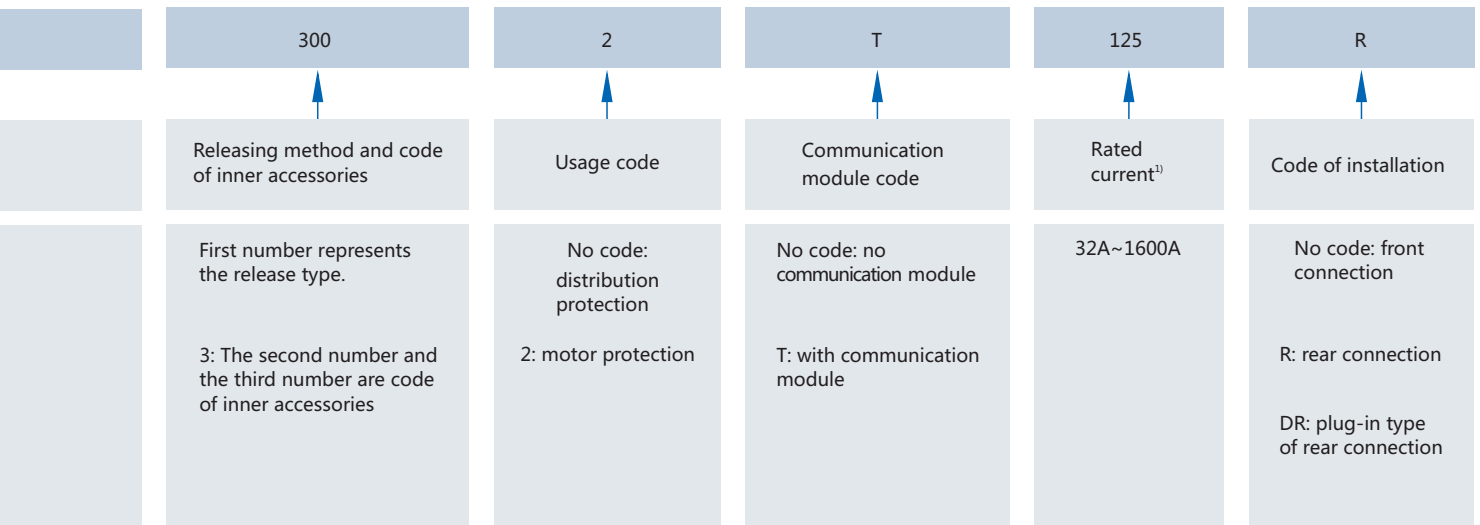 300
2
T
125
R
Releasing method and code
of inner accessories
Usage code
Communication
module code
Rated
current1)
Code of installation
First number represents
the release type.
3: The second number and
the third number are code
of inner accessories
No code:
distribution
protection
2: motor protection
No code: no
communication module
T: with communication
module
32A~1600A
No code: front
connection
R: rear connection
DR: plug-in type
of rear connection